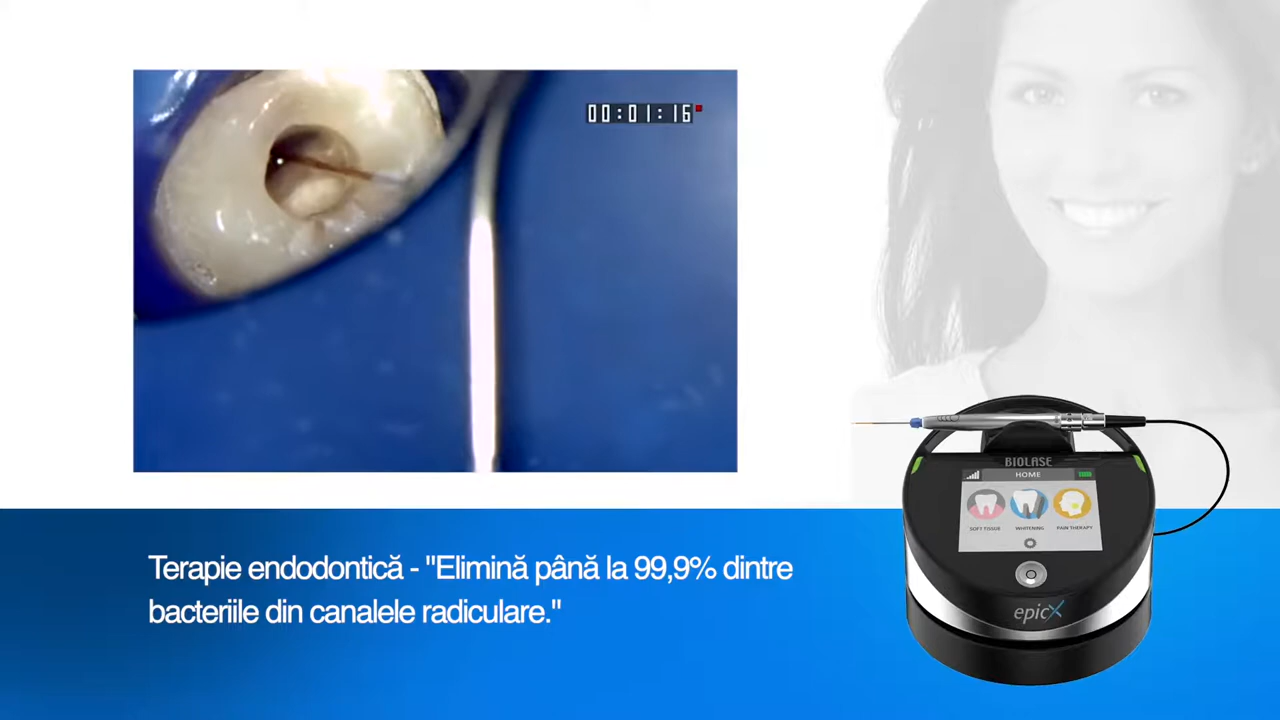 00:01:16
BIOLASE
HOME
SOFT TISSUE
WHITENING
PAIN THERAPY
epicX
Terapie endodontică - "Elimină până la 99,9% dintre
bacteriile din canalele radiculare."